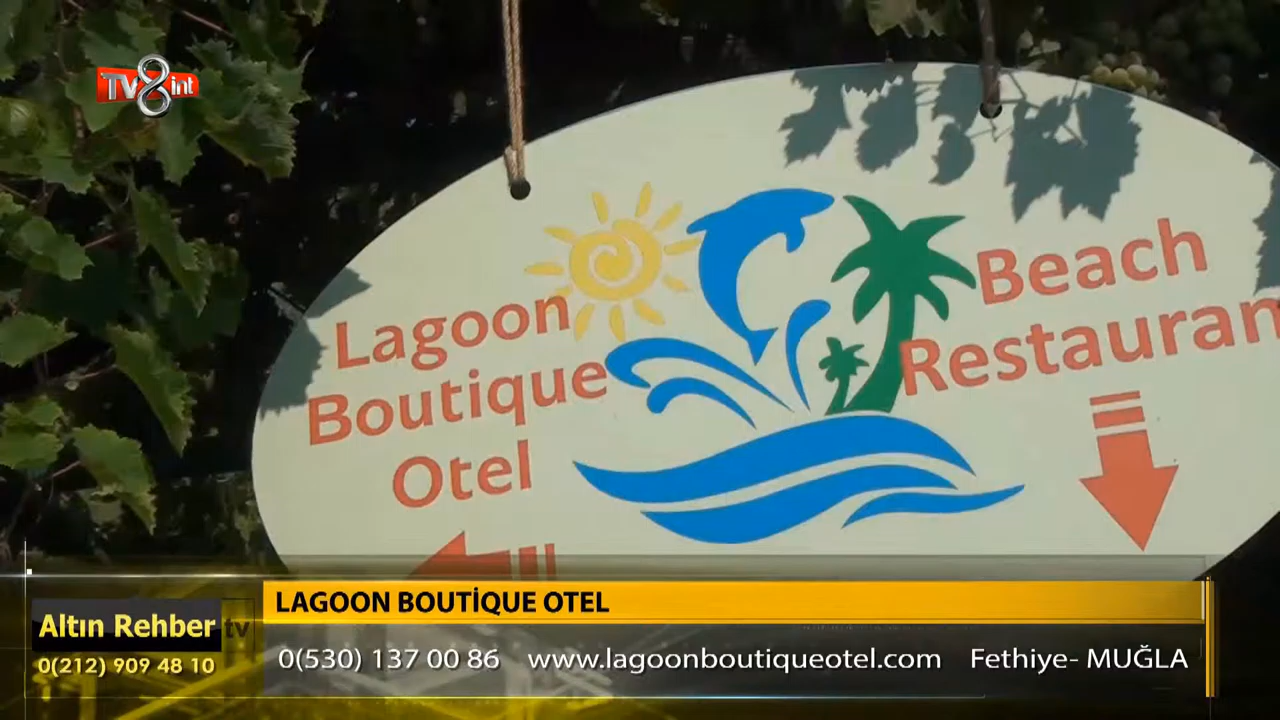 TV8int
Lagoon
Boutique
Otel
Beach
Restauran
LAGOON BOUTİQUE OTEL
Altın Rehber tv
0(212) 909 48 10
0(530) 137 00 86 www.lagoonboutiqueotel.com Fethiye- MUĞLA